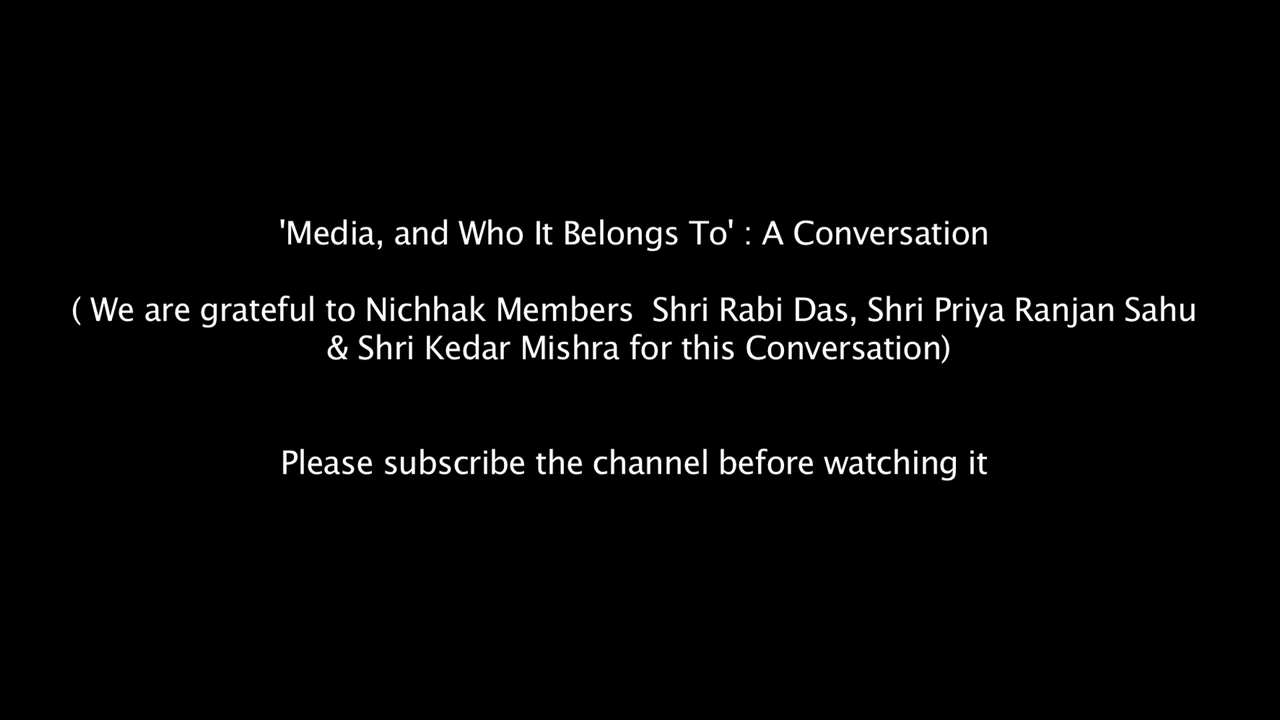 'Media, and Who It Belongs To' : A Conversation
( We are grateful to Nichhak Members  Shri Rabi Das, Shri Priya Ranjan Sahu
& Shri Kedar Mishra for this Conversation)
Please subscribe the channel before watching it